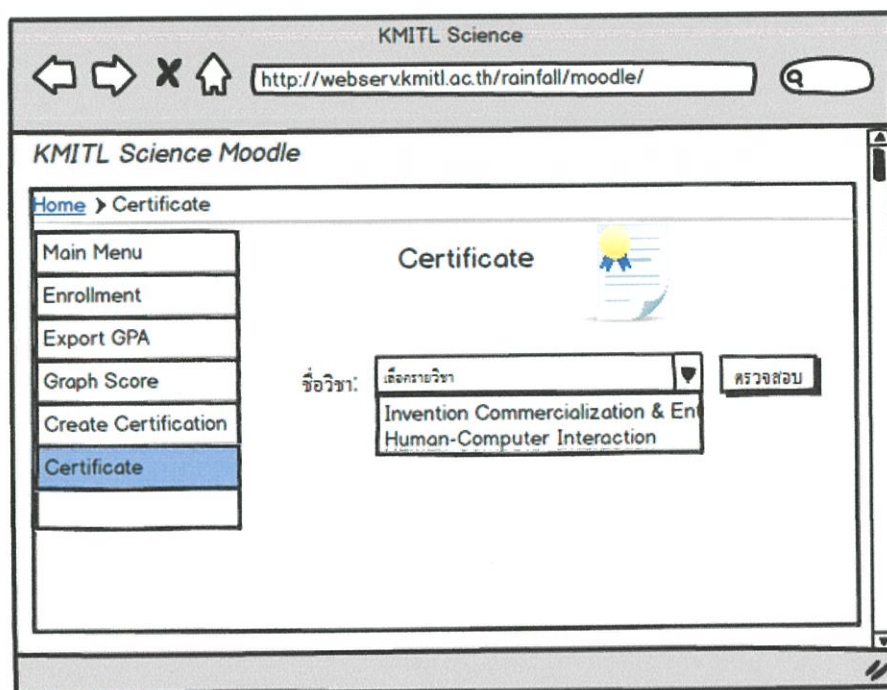 KMITL Science
http://webserv.kmitl.ac.th/rainfall/moodle/
KMITL Science Moodle
Home > Certificate
Main Menu
Enrollment
Export GPA
Graph Score
Create Certification
Certificate
Certificate
ชื่อวิชา: เลือกรายวิชา ตรวจสอบ
Invention Commercialization & Ent
Human-Computer Interaction